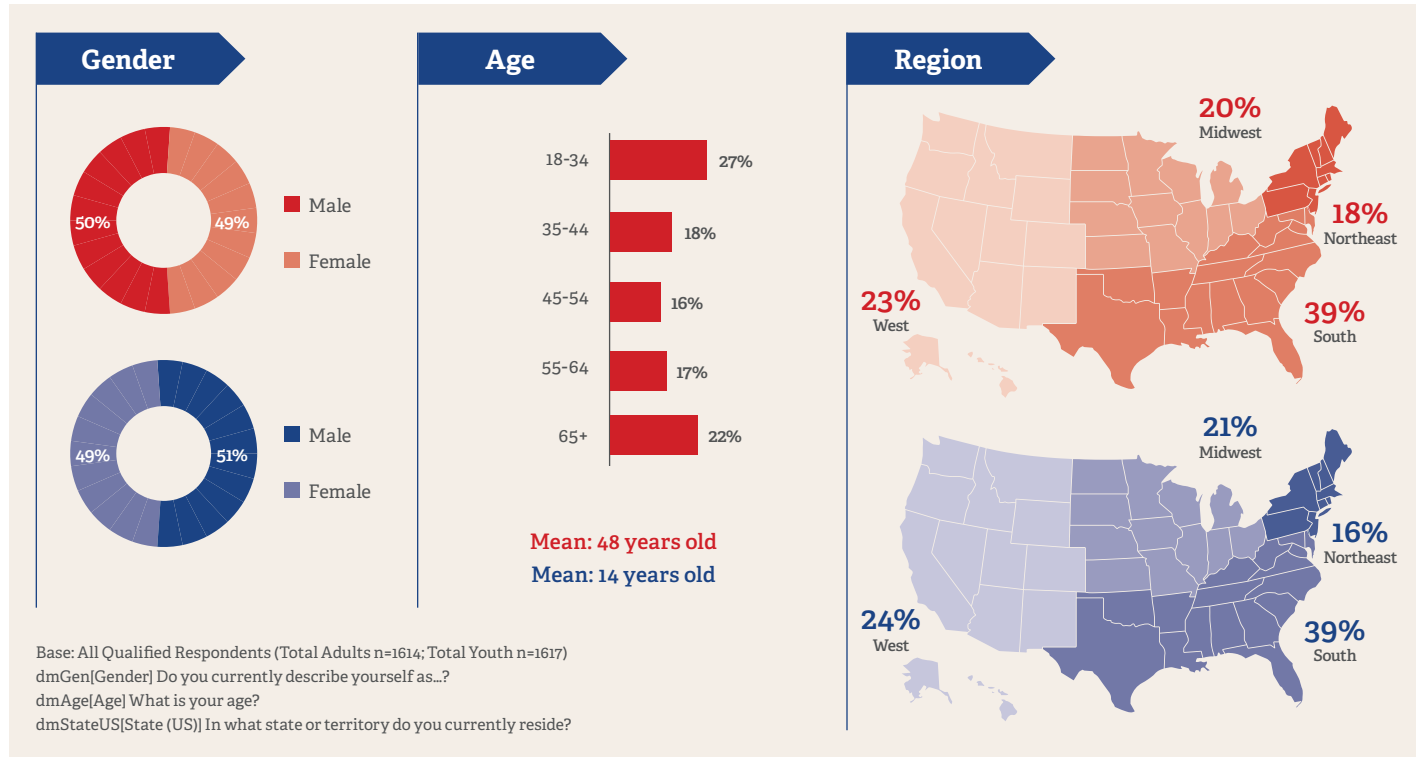 Gender
50%
49%
Male
Female
49%
51%
Male
Female
Age
18-34
27%
35-44
18%
45-54
16%
55-64
17%
65+
22%
Mean: 48 years old
Mean: 14 years old
Region
20%
Midwest
18%
Northeast
23%
West
39%
South
21%
Midwest
16%
Northeast
24%
West
39%
South
Base: All Qualified Respondents (Total Adults n=1614; Total Youth n=1617)
dmGen[Gender] Do you currently describe yourself as…?
dmAge[Age] What is your age?
dmStateUS[State (US)] In what state or territory do you currently reside?